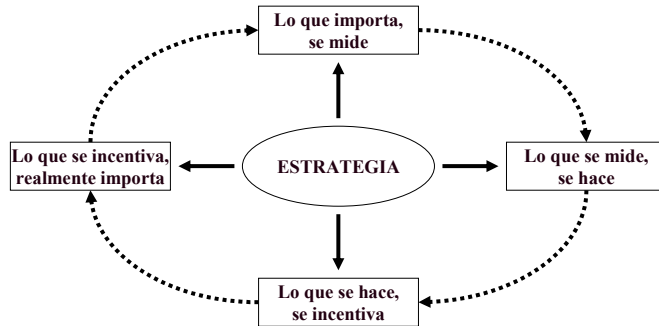 Lo que importa,
se mide
Lo que se incentiva,
realmente importa
ESTRATEGIA
Lo que se mide,
se hace
Lo que se hace,
se incentiva